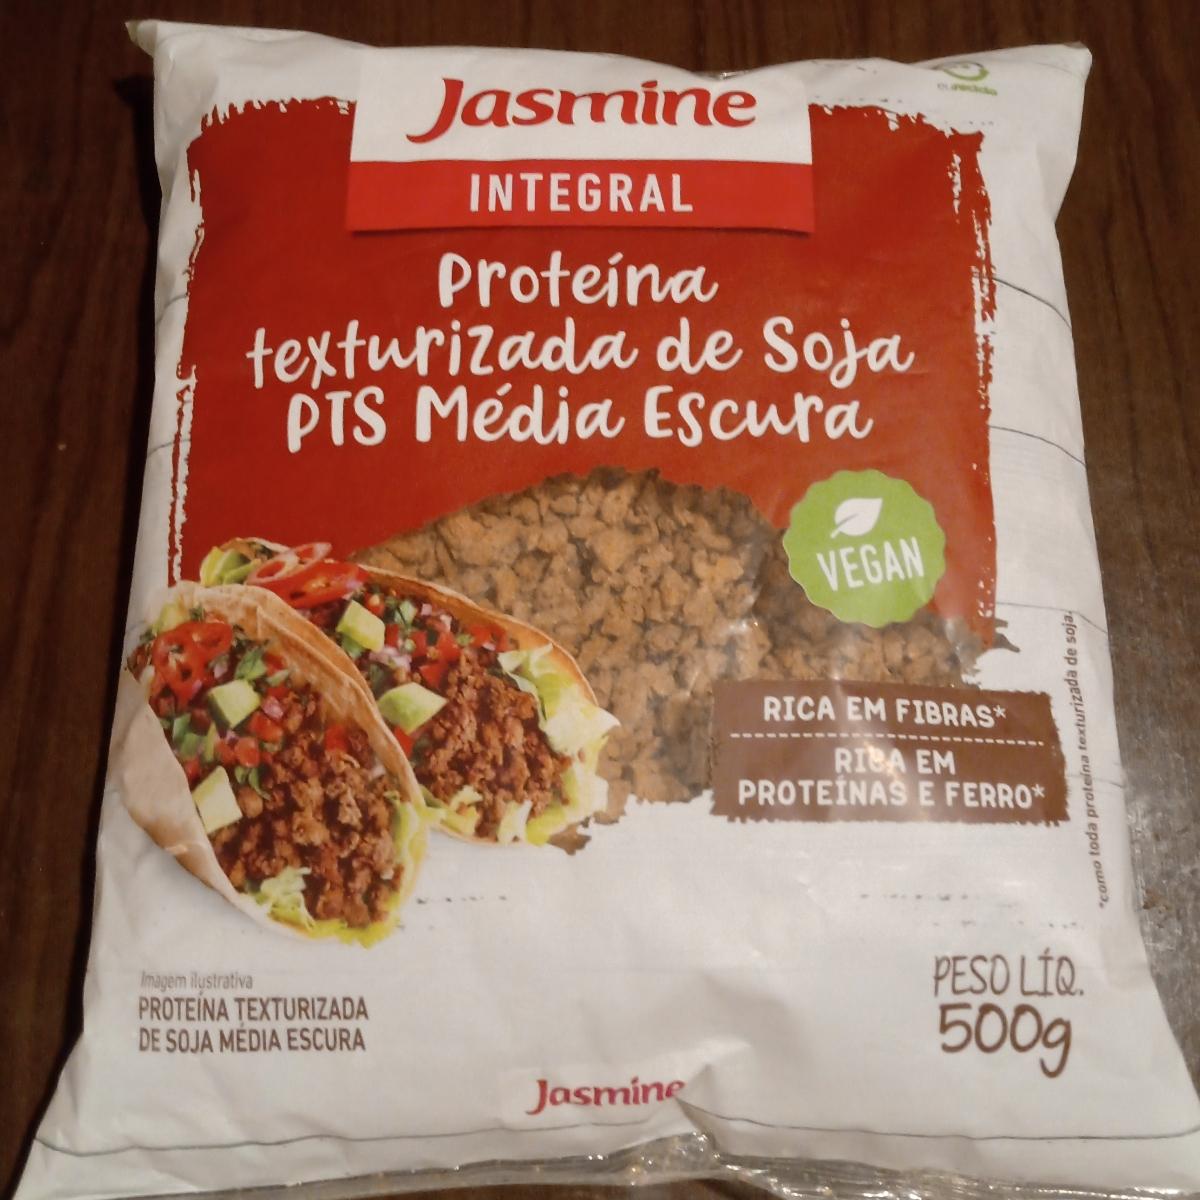 Jasmine
eureciclo
INTEGRAL
Proteína
texturizada de Soja
PTS Média Escura
VEGAN
RICA EM FIBRAS*
RICA EM
PROTEÍNAS E FERRO*
*como toda proteína texturizada de soja.
Imagem ilustrativa
PROTEÍNA TEXTURIZADA
DE SOJA MÉDIA ESCURA
PESO LÍQ.
500g
Jasmine